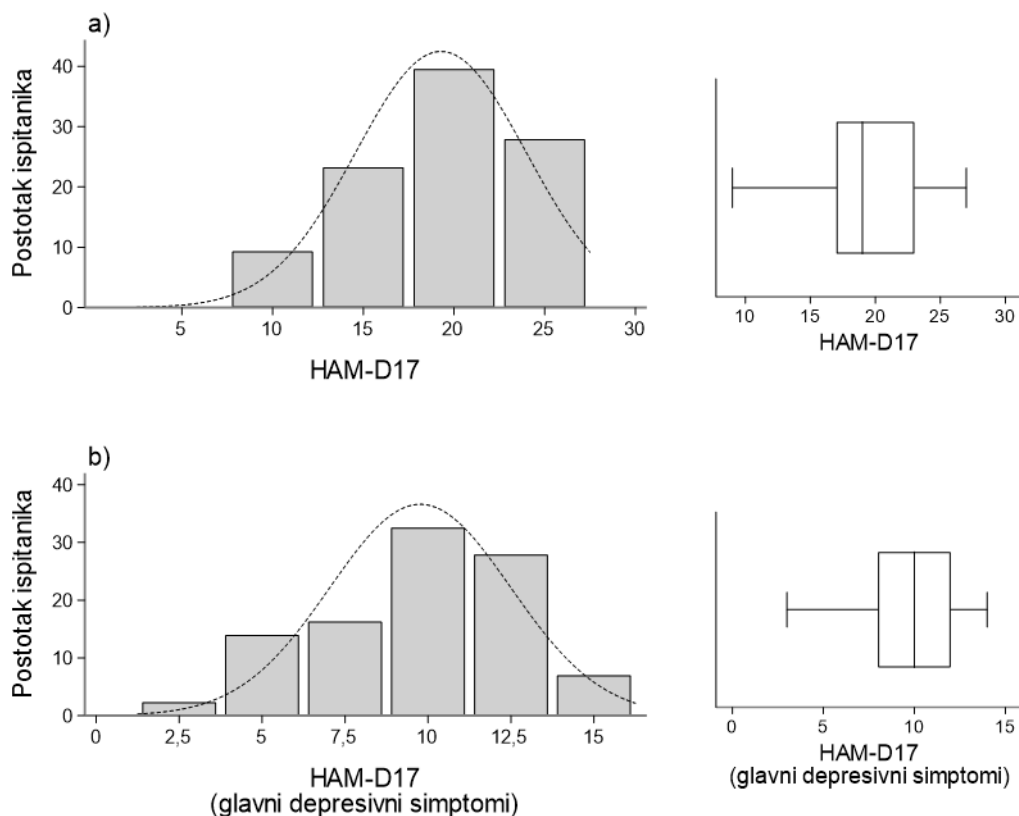 a)
Postotak ispitanika
40
30
20
10
0
5 10 15 20 25 30
HAM-D17
10 15 20 25 30
HAM-D17
b)
Postotak ispitanika
40
30
20
10
0
0 2,5 5 7,5 10 12,5 15
HAM-D17
(glavni depresivni simptomi)
0 5 10 15
HAM-D17
(glavni depresivni simptomi)